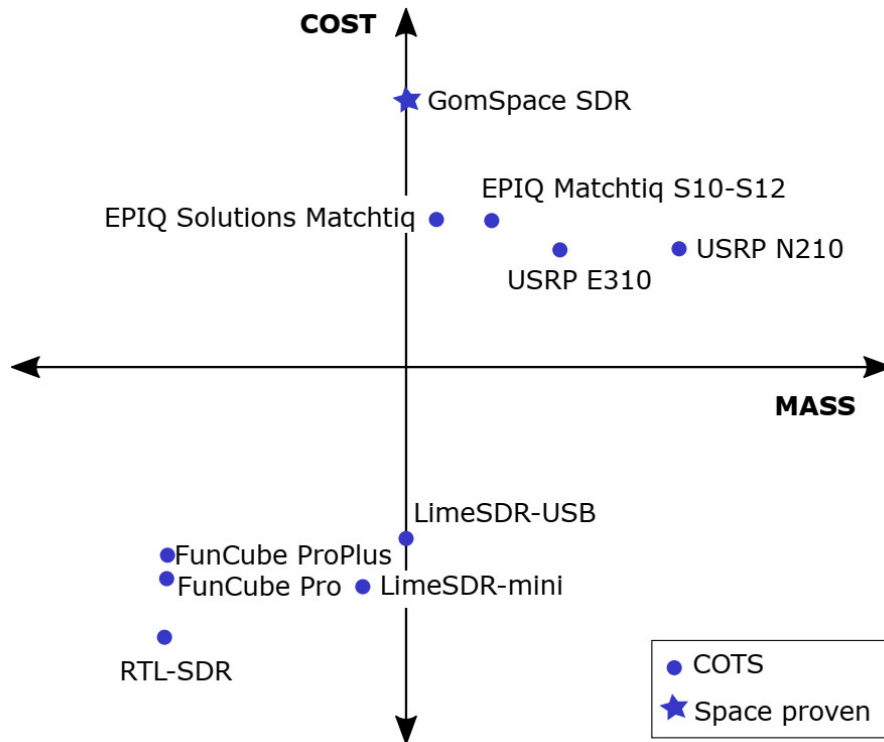 COST
GomSpace SDR
EPIQ Matchtiq S10-S12
EPIQ Solutions Matchtiq
USRP N210
USRP E310
MASS
LimeSDR-USB
FunCube ProPlus
FunCube Pro
LimeSDR-mini
RTL-SDR
COTS
Space proven